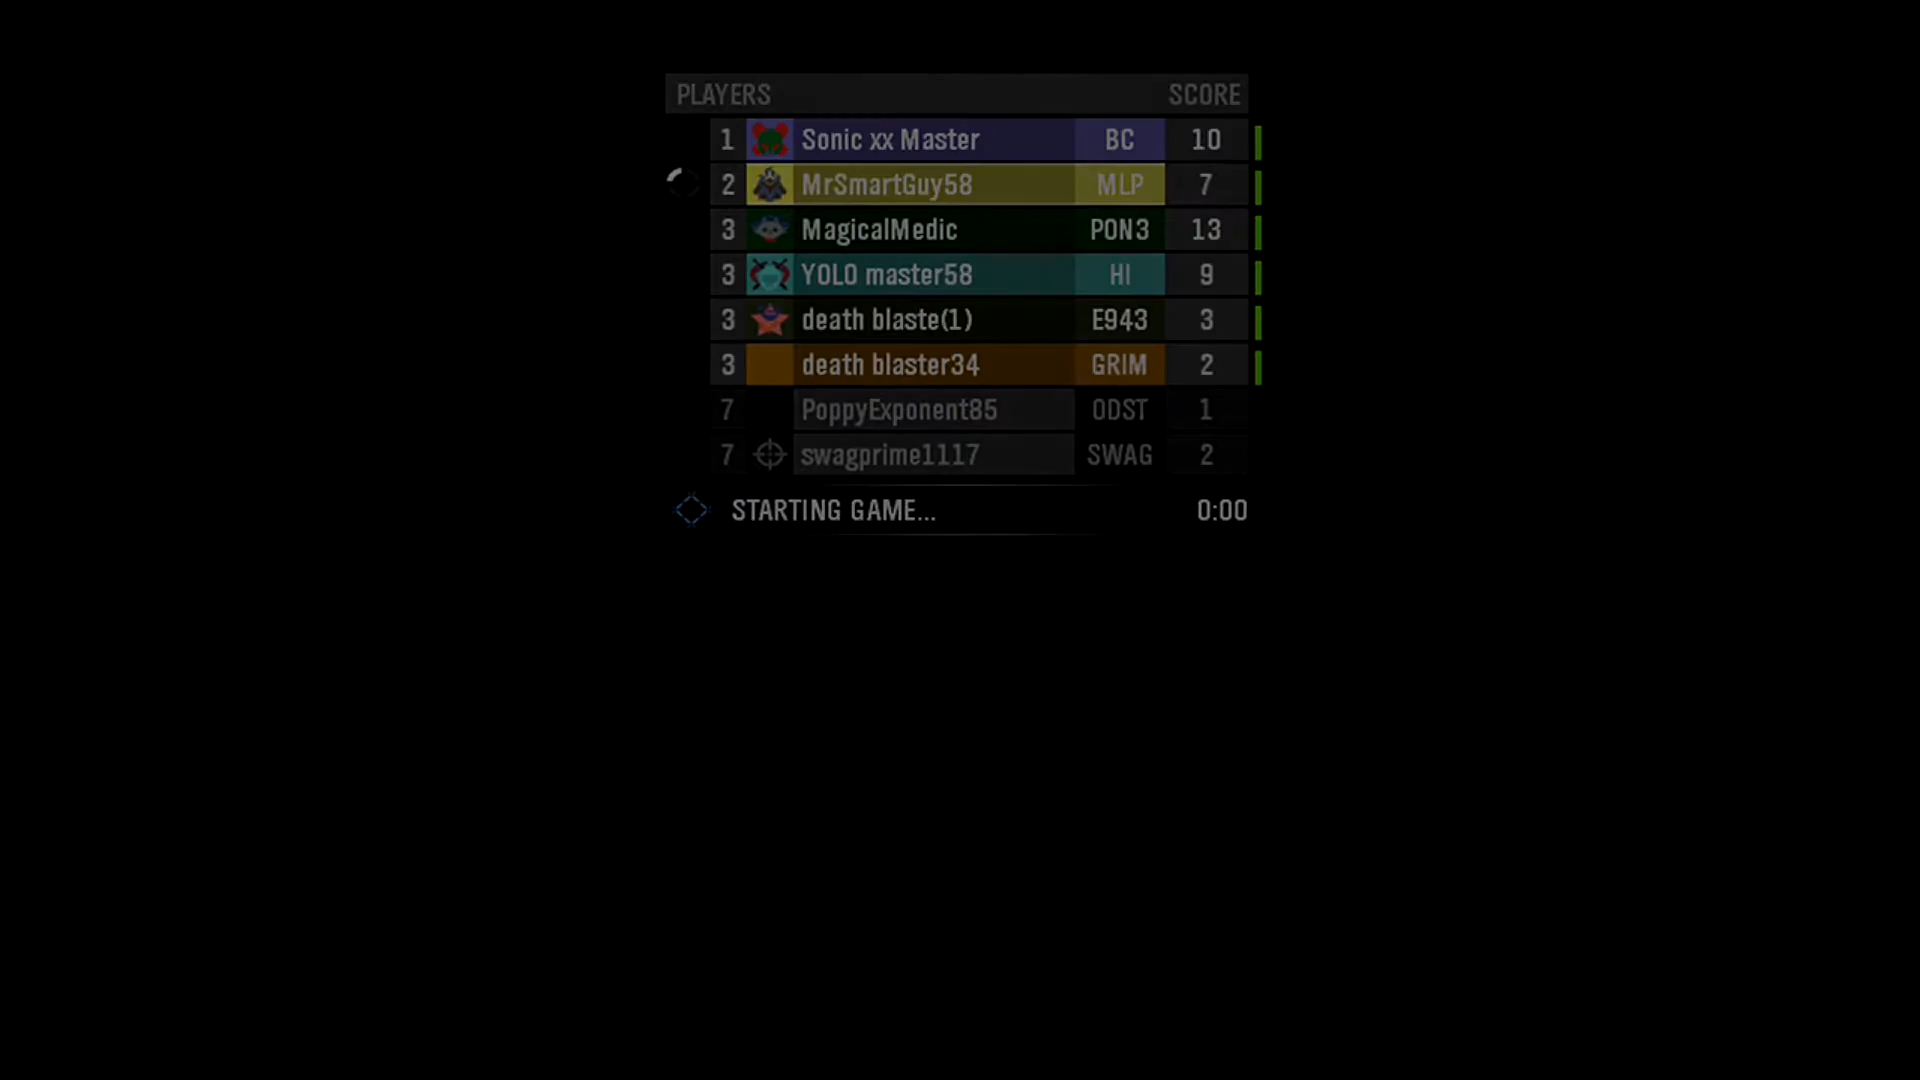 PLAYERS SCORE
1 Sonic xx Master BC 10
2 MrSmartGuy58 MLP 7
3 MagicalMedic PON3 13
3 YOLO master58 HI 9
3 death blaste(1) E943 3
3 death blaster34 GRIM 2
7 PoppyExponent85 ODST 1
7 swagprime1117 SWAG 2
STARTING GAME... 0:00